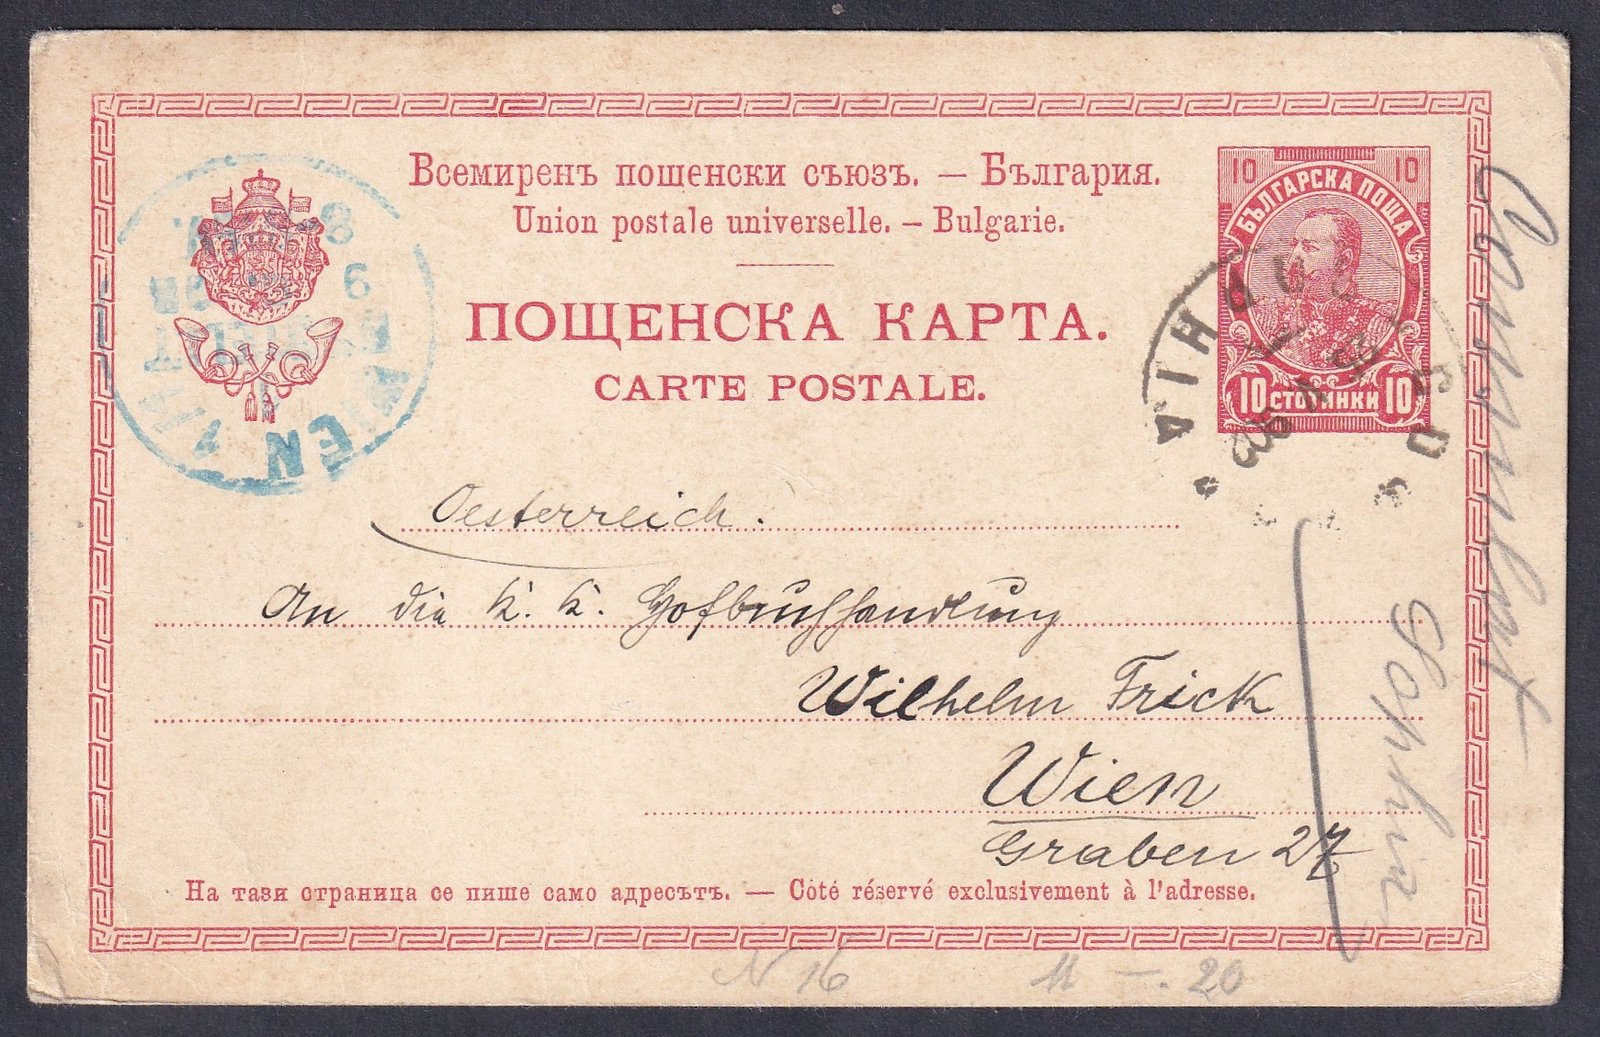 Всемиренъ пощенски съюзъ. — България.
Union postale universelle. — Bulgarie.
ПОЩЕНСКА КАРТА.
CARTE POSTALE.
10 10
БЪЛГАРСКА ПОЩА
10 СТОТИНКИ 10
WIEN
Oesterreich.
An die K. K. Hofbuchhandlung
Wilhelm Frick
Wien
Graben 27
На тази страница се пише само адресътъ. — Côté réservé exclusivement à l'adresse.
N 16
20